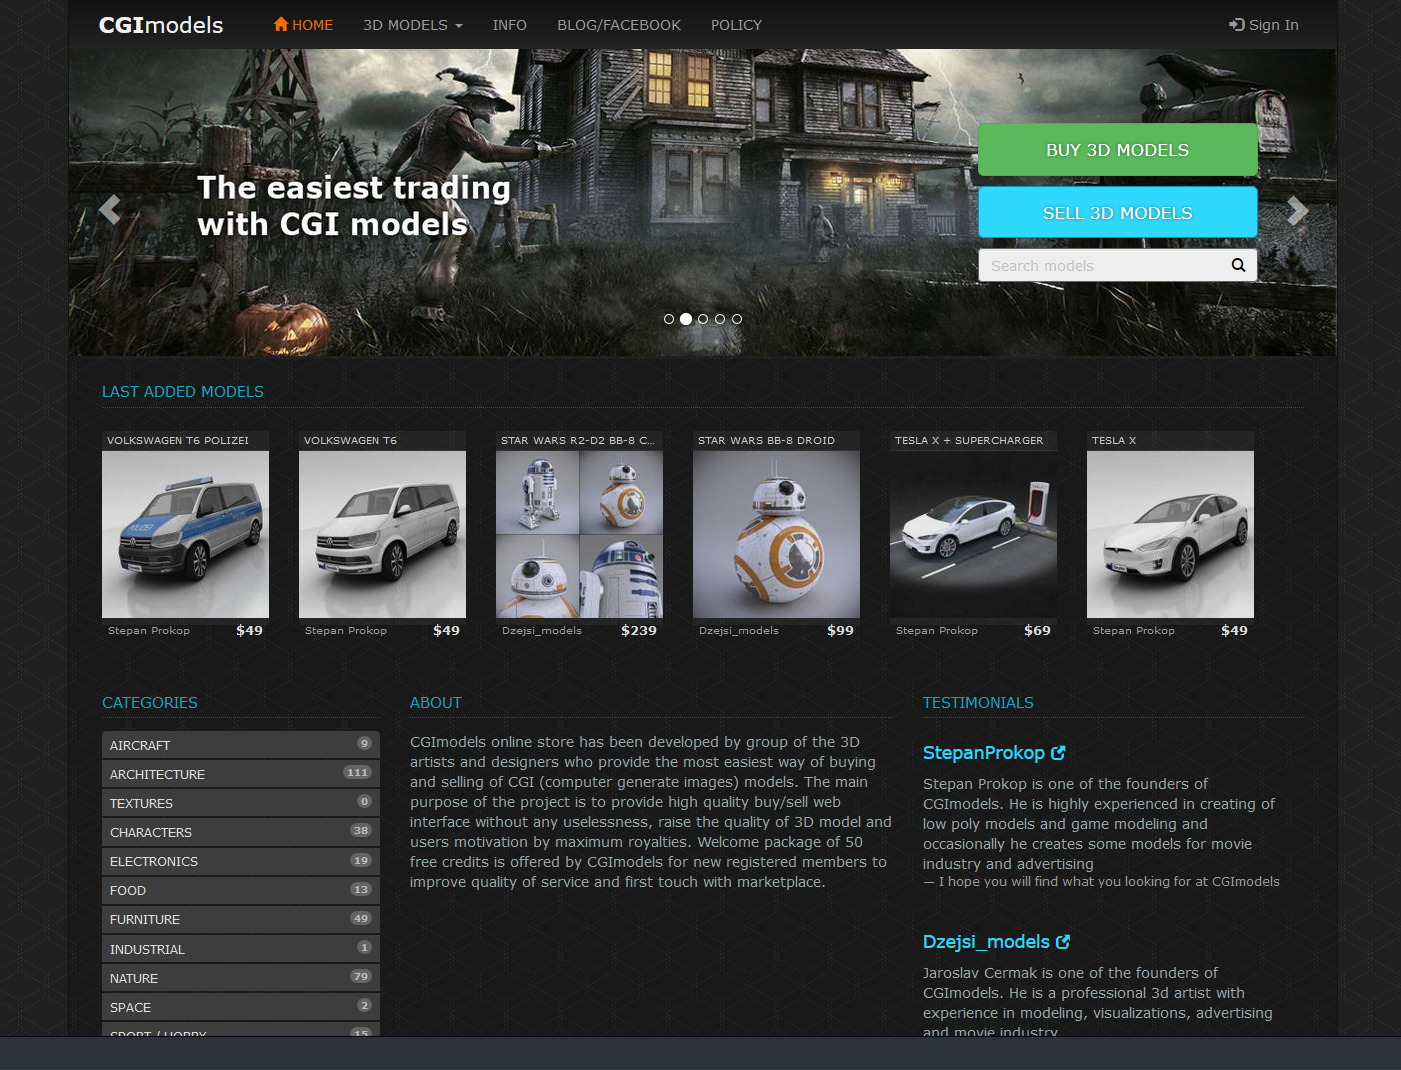 CGImodels
HOME
3D MODELS
INFO
BLOG/FACEBOOK
POLICY
Sign In
The easiest trading
with CGI models
BUY 3D MODELS
SELL 3D MODELS
Search models
LAST ADDED MODELS
VOLKSWAGEN T6 POLIZEI
VOLKSWAGEN T6
STAR WARS R2-D2 BB-8 C...
STAR WARS BB-8 DROID
TESLA X + SUPERCHARGER
TESLA X
POLIZEI
Stepan Prokop $49
Stepan Prokop $49
Dzejsi_models $239
Dzejsi_models $99
Stepan Prokop $69
Stepan Prokop $49
CATEGORIES
AIRCRAFT 9
ARCHITECTURE 111
TEXTURES 0
CHARACTERS 38
ELECTRONICS 19
FOOD 13
FURNITURE 49
INDUSTRIAL 1
NATURE 79
SPACE 2
SPORT / HOBBY 15
ABOUT
CGImodels online store has been developed by group of the 3D
artists and designers who provide the most easiest way of buying
and selling of CGI (computer generate images) models. The main
purpose of the project is to provide high quality buy/sell web
interface without any uselessness, raise the quality of 3D model and
users motivation by maximum royalties. Welcome package of 50
free credits is offered by CGImodels for new registered members to
improve quality of service and first touch with marketplace.
TESTIMONIALS
StepanProkop
Stepan Prokop is one of the founders of
CGImodels. He is highly experienced in creating of
low poly models and game modeling and
occasionally he creates some models for movie
industry and advertising
— I hope you will find what you looking for at CGImodels
Dzejsi_models
Jaroslav Cermak is one of the founders of
CGImodels. He is a professional 3d artist with
experience in modeling, visualizations, advertising
and movie industry